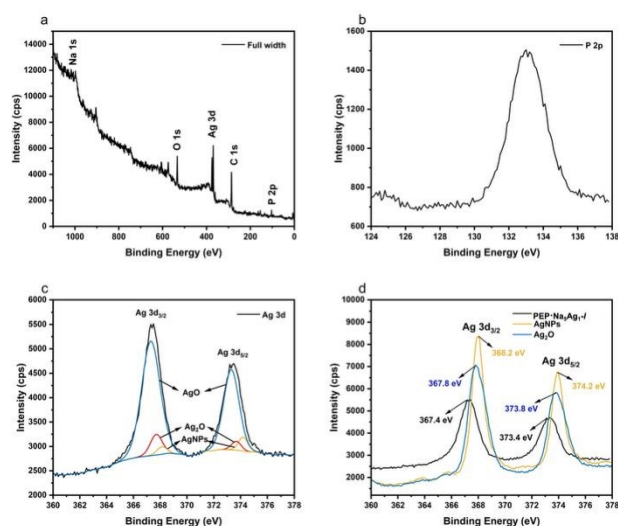 a
Full width
Na 1s
O 1s
Ag 3d
C 1s
P 2p
14000
12000
10000
8000
6000
4000
2000
0
1000 800 600 400 200 0
Intensity (cps)
Binding Energy (eV)
b
P 2p
1600
1400
1200
1000
800
600
124 126 128 130 132 134 136 138
Intensity (cps)
Binding Energy (eV)
c
Ag 3d
Ag 3d3/2
Ag 3d5/2
AgO
Ag2O
AgNPs
6000
5500
5000
4500
4000
3500
3000
2500
2000
360 362 364 366 368 370 372 374 376 378
Intensity (cps)
Binding Energy (eV)
d
PEP·Na5Ag1-I
AgNPs
Ag2O
Ag 3d3/2
Ag 3d5/2
368.2 eV
374.2 eV
367.8 eV
373.8 eV
367.4 eV
373.4 eV
10000
9000
8000
7000
6000
5000
4000
3000
2000
360 362 364 366 368 370 372 374 376 378
Intensity (cps)
Binding Energy (eV)